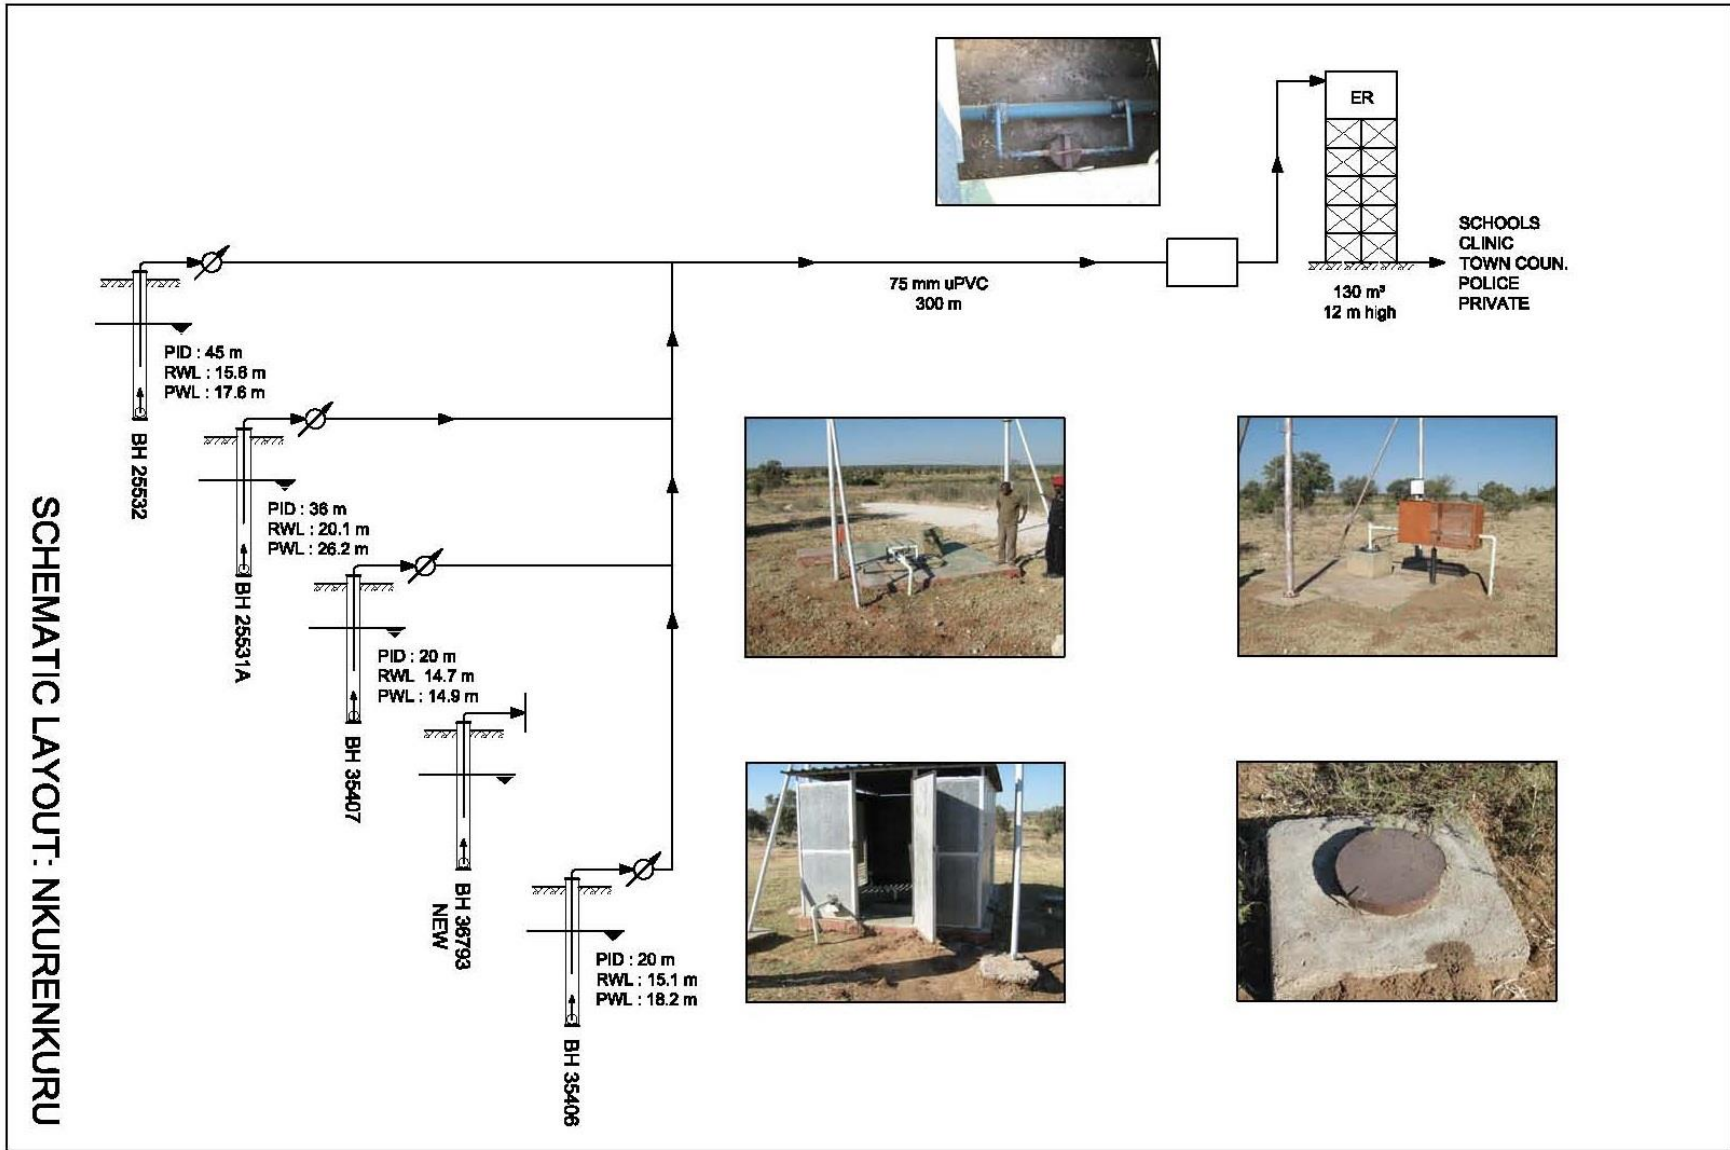 SCHEMATIC LAYOUT: NKURENKURU
ER
SCHOOLS
CLINIC
TOWN COUN.
POLICE
PRIVATE
130 m³
12 m high
75 mm uPVC
300 m
PID : 45 m
RWL : 15.6 m
PWL : 17.6 m
BH 25532
PID : 36 m
RWL : 20.1 m
PWL : 26.2 m
BH 25531A
PID : 20 m
RWL 14.7 m
PWL : 14.9 m
BH 35407
BH 36793
NEW
PID : 20 m
RWL : 15.1 m
PWL : 18.2 m
BH 35406